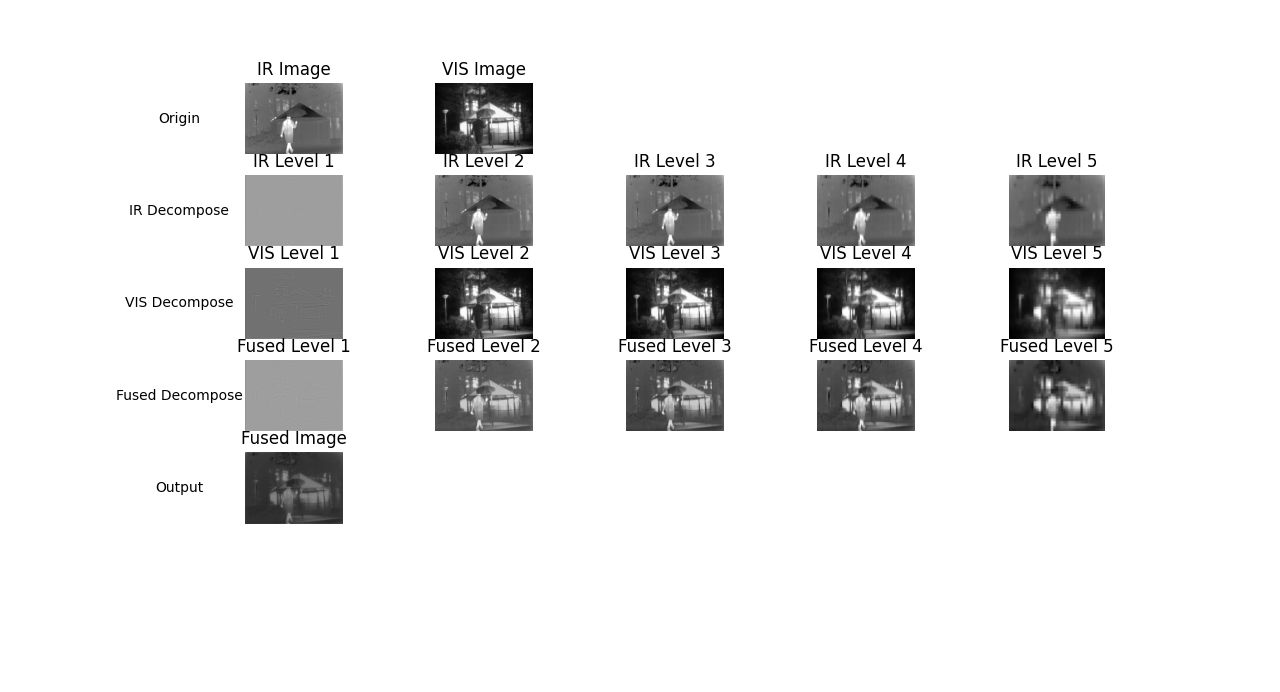 IR Image
VIS Image
Origin
IR Level 1
IR Level 2
IR Level 3
IR Level 4
IR Level 5
IR Decompose
VIS Level 1
VIS Level 2
VIS Level 3
VIS Level 4
VIS Level 5
VIS Decompose
Fused Level 1
Fused Level 2
Fused Level 3
Fused Level 4
Fused Level 5
Fused Decompose
Fused Image
Output